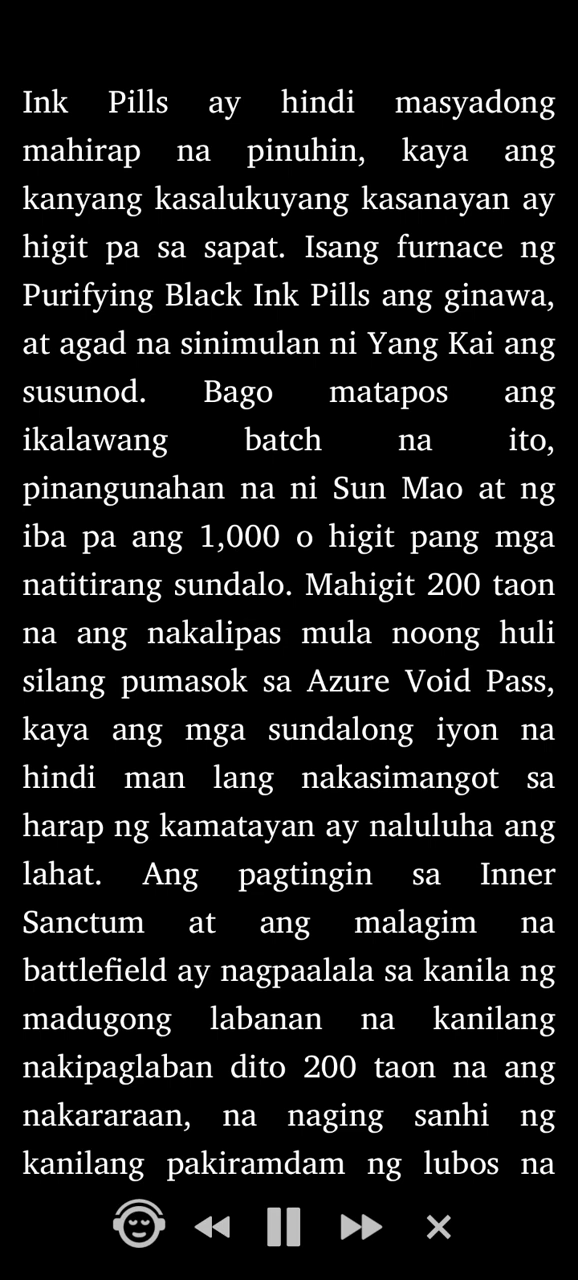 Ink Pills ay hindi masyadong
mahirap na pinuhin, kaya ang
kanyang kasalukuyang kasanayan ay
higit pa sa sapat. Isang furnace ng
Purifying Black Ink Pills ang ginawa,
at agad na sinimulan ni Yang Kai ang
susunod. Bago matapos ang
ikalawang batch na ito,
pinangunahan na ni Sun Mao at ng
iba pa ang 1,000 o higit pang mga
natitirang sundalo. Mahigit 200 taon
na ang nakalipas mula noong huli
silang pumasok sa Azure Void Pass,
kaya ang mga sundalong iyon na
hindi man lang nakasimangot sa
harap ng kamatayan ay naluluha ang
lahat. Ang pagtingin sa Inner
Sanctum at ang malagim na
battlefield ay nagpaalala sa kanila ng
madugong labanan na kanilang
nakipaglaban dito 200 taon na ang
nakararaan, na naging sanhi ng
kanilang pakiramdam ng lubos na